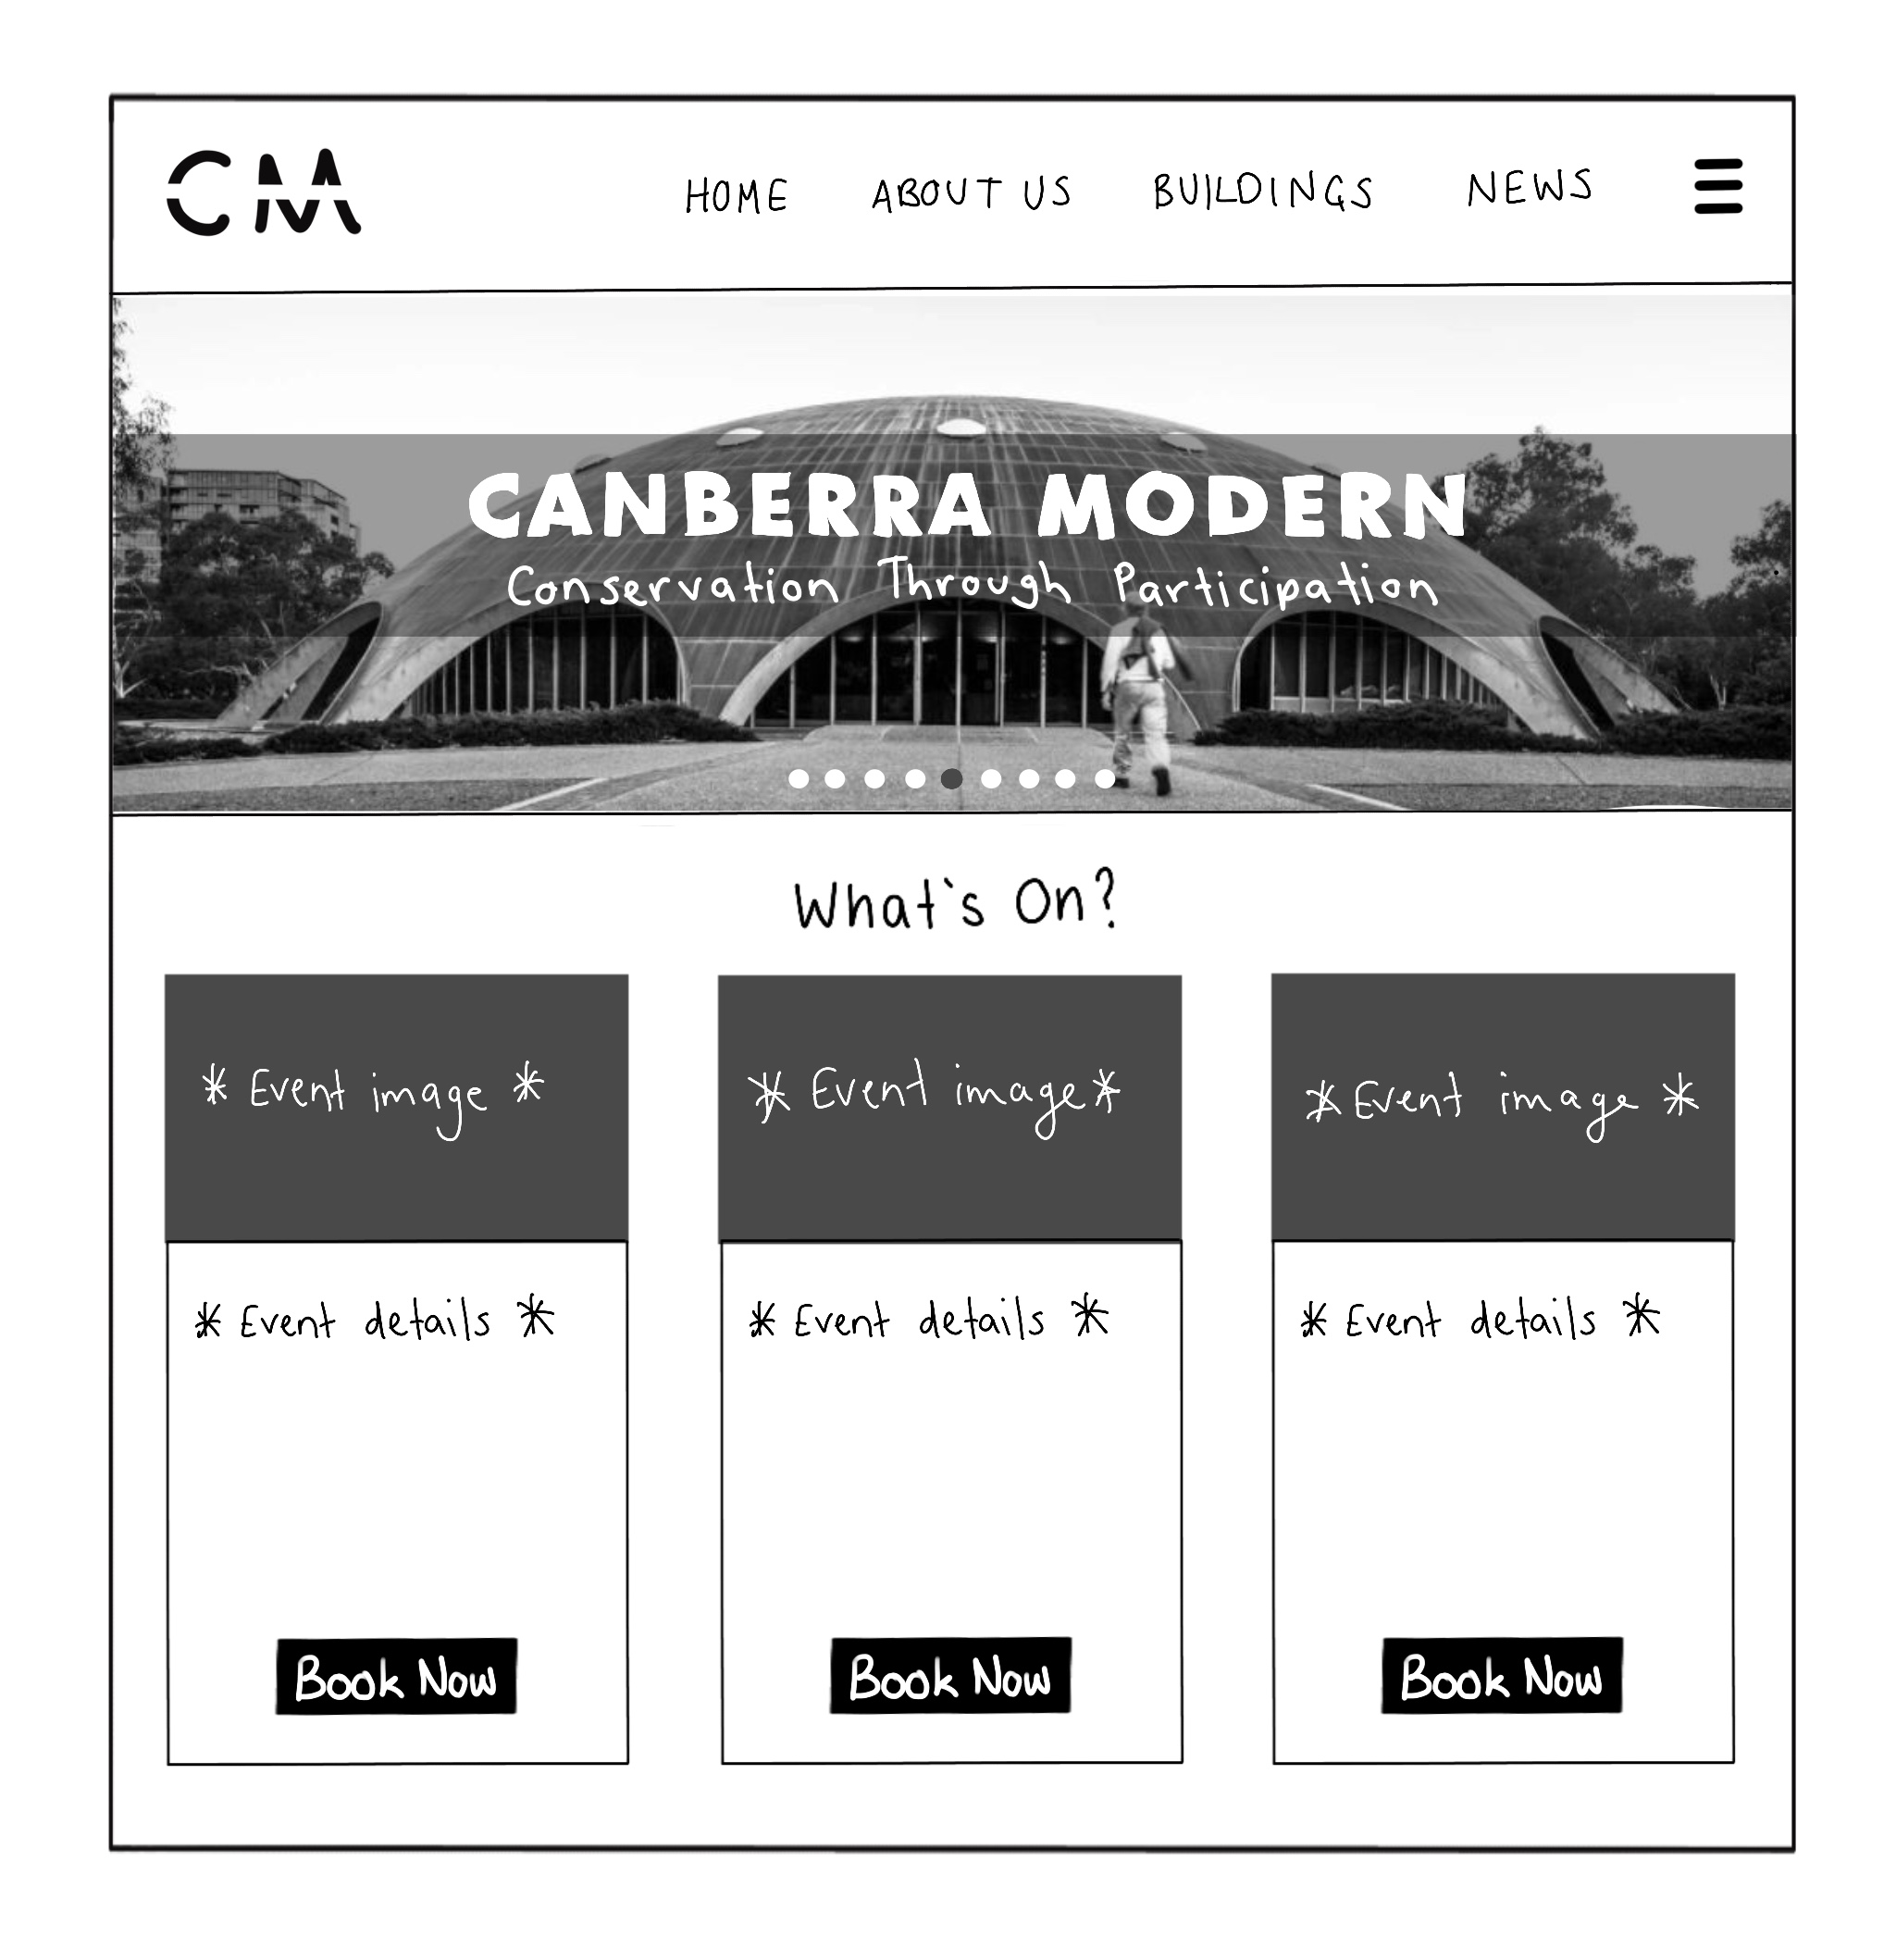 CM
HOME ABOUT US BUILDINGS NEWS
CANBERRA MODERN
Conservation Through Participation
What's On?
* Event image * * Event image * * Event image *
* Event details * * Event details * * Event details *
Book Now Book Now Book Now